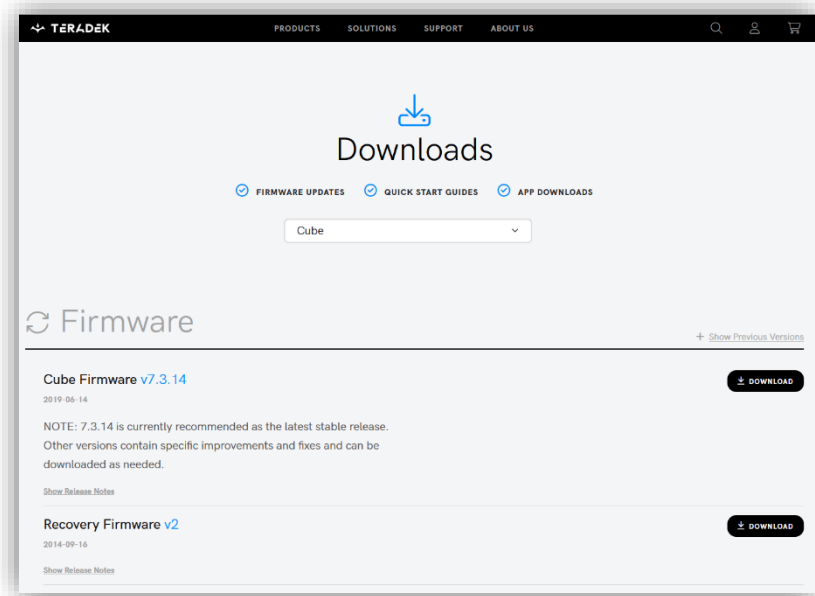 TERADEK PRODUCTS SOLUTIONS SUPPORT ABOUT US
Downloads
FIRMWARE UPDATES QUICK START GUIDES APP DOWNLOADS
Cube
Firmware
+ Show Previous Versions
Cube Firmware v7.3.14
DOWNLOAD
2019-06-14
NOTE: 7.3.14 is currently recommended as the latest stable release.
Other versions contain specific improvements and fixes and can be
downloaded as needed.
Show Release Notes
Recovery Firmware v2
DOWNLOAD
2014-09-16
Show Release Notes